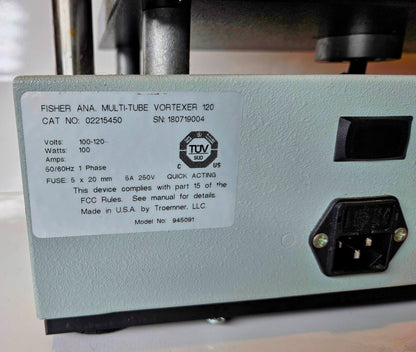 FISHER ANA. MULTI-TUBE VORTEXER 120
CAT NO: 02215450 SN: 180719004
Volts: 100-120~
Watts: 100
Amps:
50/60Hz 1 Phase
FUSE: 5 x 20 mm 5A 250V QUICK ACTING
This device complies with part 15 of the
FCC Rules. See manual for details.
Made in U.S.A. by Troemner, LLC.
Model No: 945091
TÜV
SÜD
C US